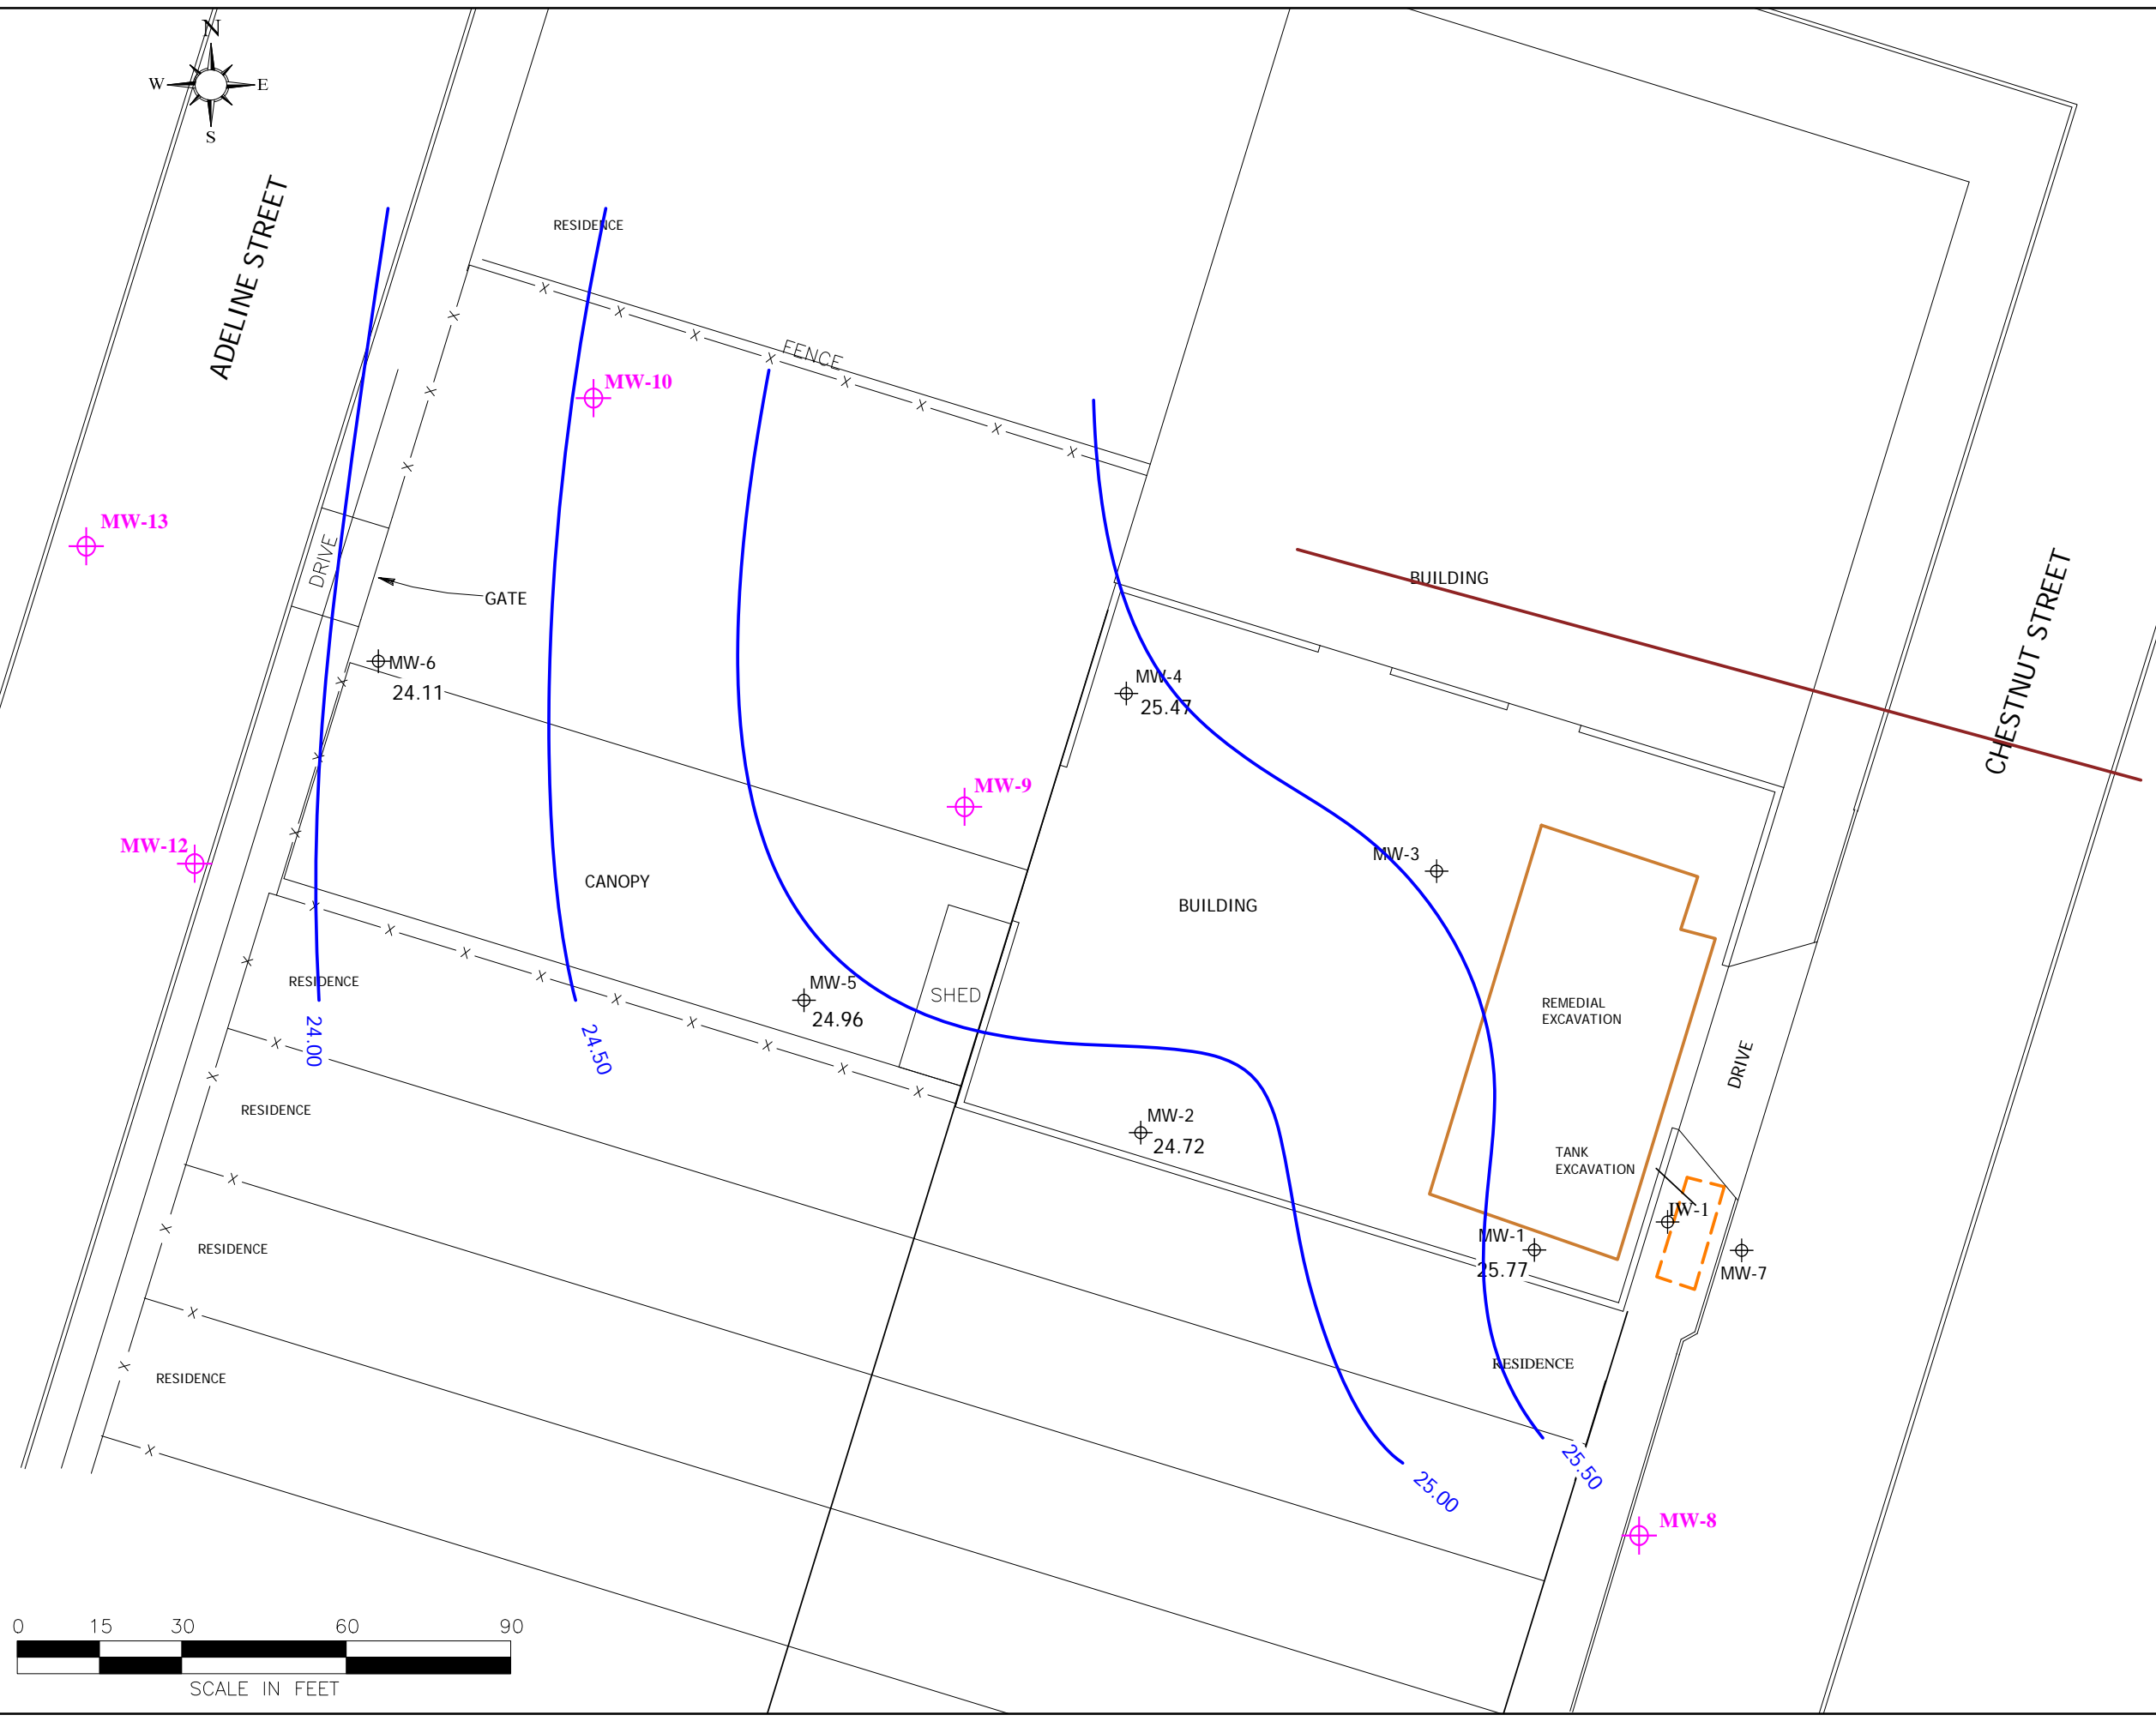 N
W E
S
ADELINE STREET
RESIDENCE
FENCE
MW-10
MW-13
DRIVE
GATE
BUILDING
CHESTNUT STREET
MW-6
24.11
MW-4
25.47
MW-9
MW-12
MW-3
CANOPY
BUILDING
RESIDENCE
MW-5
24.96
SHED
REMEDIAL
EXCAVATION
24.00
24.50
DRIVE
RESIDENCE
MW-2
24.72
TANK
EXCAVATION
IW-1
RESIDENCE
MW-1
25.77
MW-7
RESIDENCE
RESIDENCE
25.00
25.50
MW-8
0 15 30 60 90
SCALE IN FEET